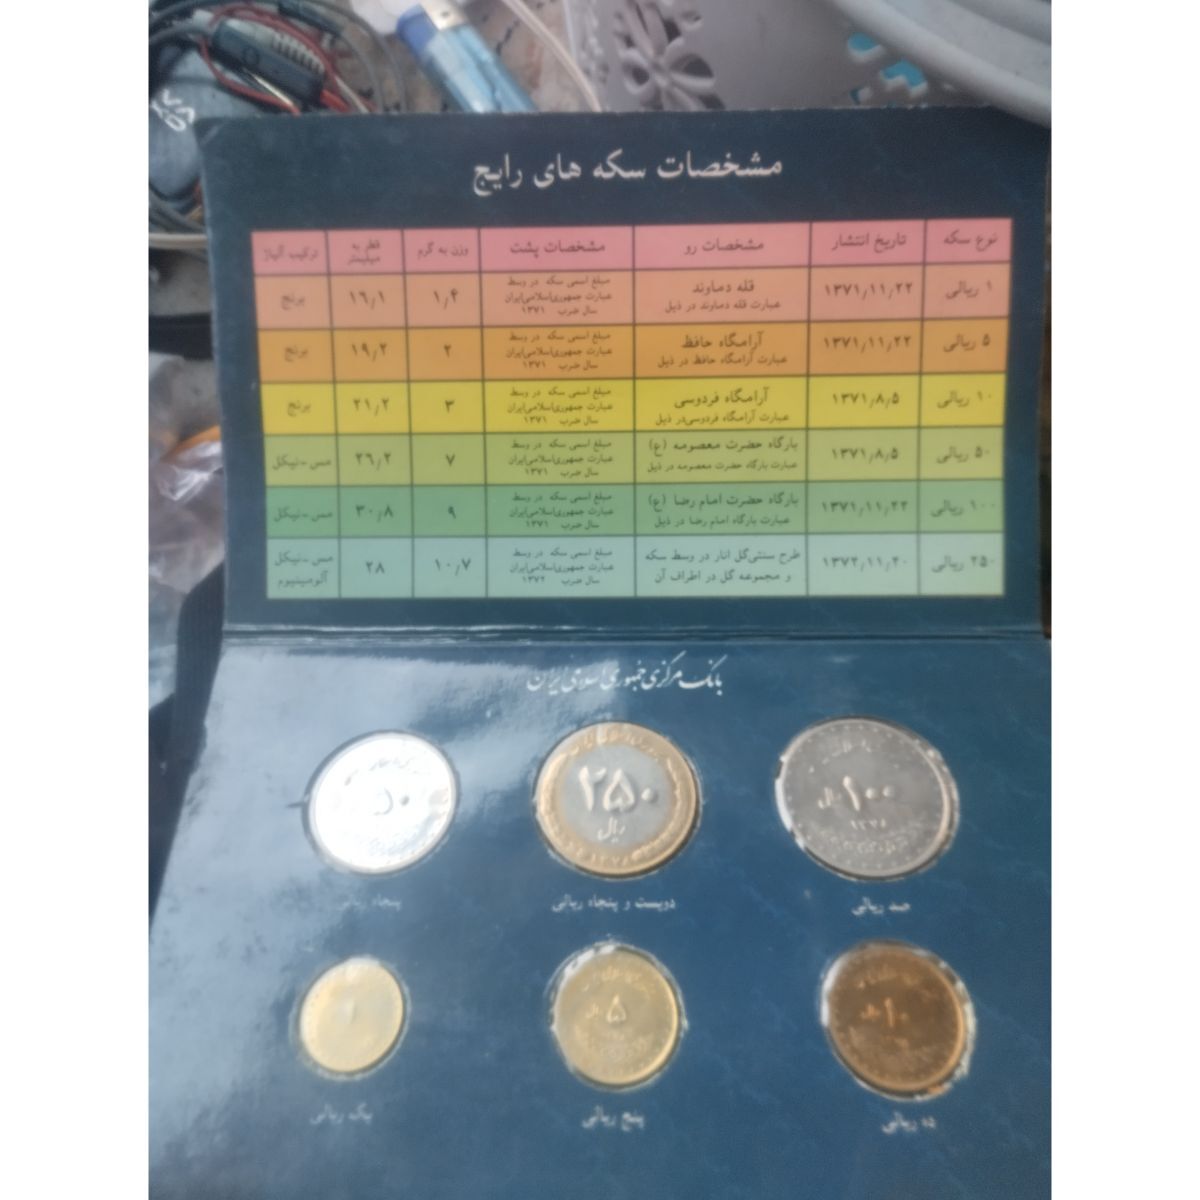 مشخصات سکه های رایج
نوع سکه	تاریخ انتشار	مشخصات رو	مشخصات پشت	وزن به گرم	قطر به میلیمتر	ترکیب آلیاژ
۱ ریالی	۱۳۷۱٫۱۱٫۲۲	قله دماوند	مبلغ اسمی سکه در وسط	۱٫۴	۱٦٫۱	برنج
عبارت قله دماوند در ذیل	عبارت جمهوری‌اسلامی‌ایران
سال ضرب ۱۳۷۱
۵ ریالی	۱۳۷۱٫۱۱٫۲۲	آرامگاه حافظ	مبلغ اسمی سکه در وسط	۲	۱۹٫۲	برنج
عبارت آرامگاه حافظ در ذیل	عبارت جمهوری‌اسلامی‌ایران
سال ضرب ۱۳۷۱
۱۰ ریالی	۱۳۷۱٫۸٫۵	آرامگاه فردوسی	مبلغ اسمی سکه در وسط	۳	۲۱٫۲	برنج
عبارت آرامگاه فردوسی‌در ذیل	عبارت جمهوری‌اسلامی‌ایران
سال ضرب ۱۳۷۱
۵۰ ریالی	۱۳۷۱٫۸٫۵	بارگاه حضرت معصومه (ع)	مبلغ اسمی سکه در وسط	۷	۲٦٫۲	مس-نیکل
عبارت بارگاه حضرت معصومه در ذیل	عبارت جمهوری‌اسلامی‌ایران
سال ضرب ۱۳۷۱
۱۰۰ ریالی	۱۳۷۱٫۱۱٫۲۲	بارگاه حضرت امام رضا (ع)	مبلغ اسمی سکه در وسط	۹	۳۰٫۸	مس-نیکل
عبارت بارگاه امام رضا در ذیل	عبارت جمهوری‌اسلامی‌ایران
سال ضرب ۱۳۷۱
۲۵۰ ریالی	۱۳۷۲٫۱۱٫۲۰	طرح سنتی‌گل انار در وسط سکه	مبلغ اسمی سکه در وسط	۱۰٫۷	۲۸	مس-نیکل
و مجموعه گل در اطراف آن	عبارت جمهوری‌اسلامی‌ایران	آلومینیوم
سال ضرب ۱۳۷۲
بانک مرکزی جمهوری اسلامی ایران
۱۰۰ ریال
۲۵۰
ریال
۵۰
صد ریالی
دویست و پنجاه ریالی
پنجاه ریالی
۱۰
۵ ریال
۱
ده ریالی
پنج ریالی
یک ریالی